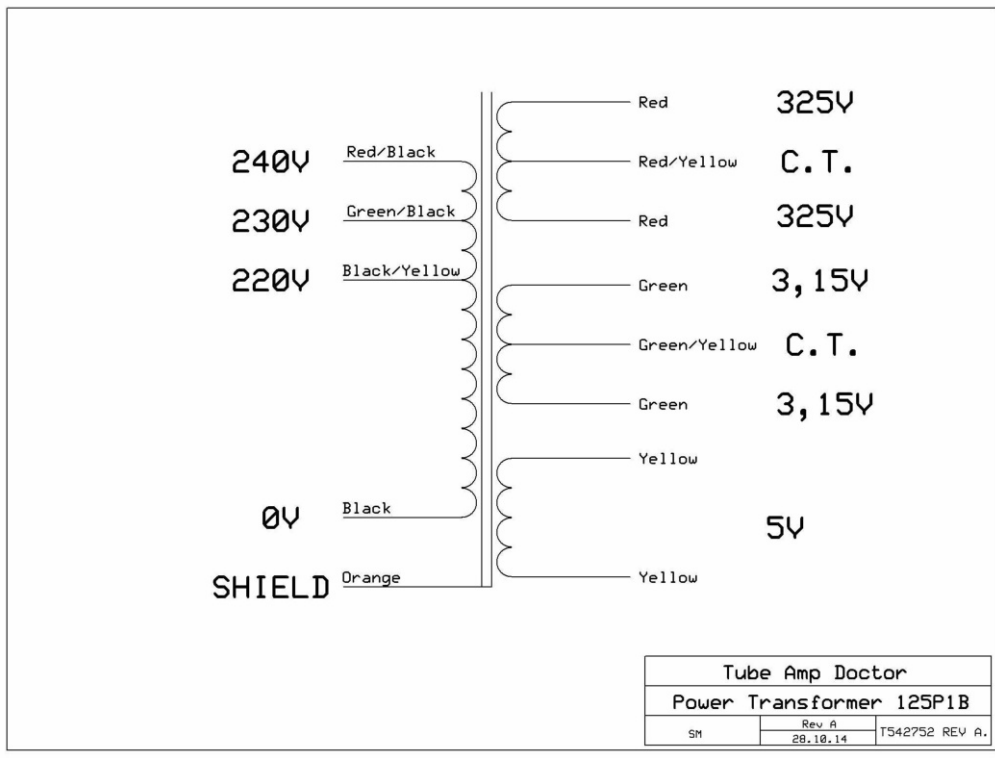 Red 325V
240V Red/Black
Red/Yellow C.T.
230V Green/Black
Red 325V
220V Black/Yellow
Green 3,15V
Green/Yellow C.T.
Green 3,15V
Yellow
0V Black
5V
SHIELD Orange
Yellow
Tube Amp Doctor
Power Transformer 125P1B
SM
Rev A
28.10.14
T542752 REV A.